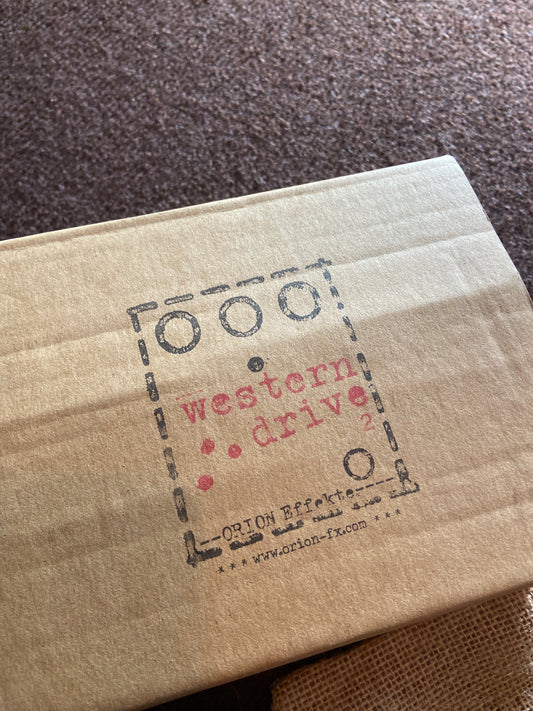 western
drive
2
--ORION Effekte----
*** www.orion-fx.com ***